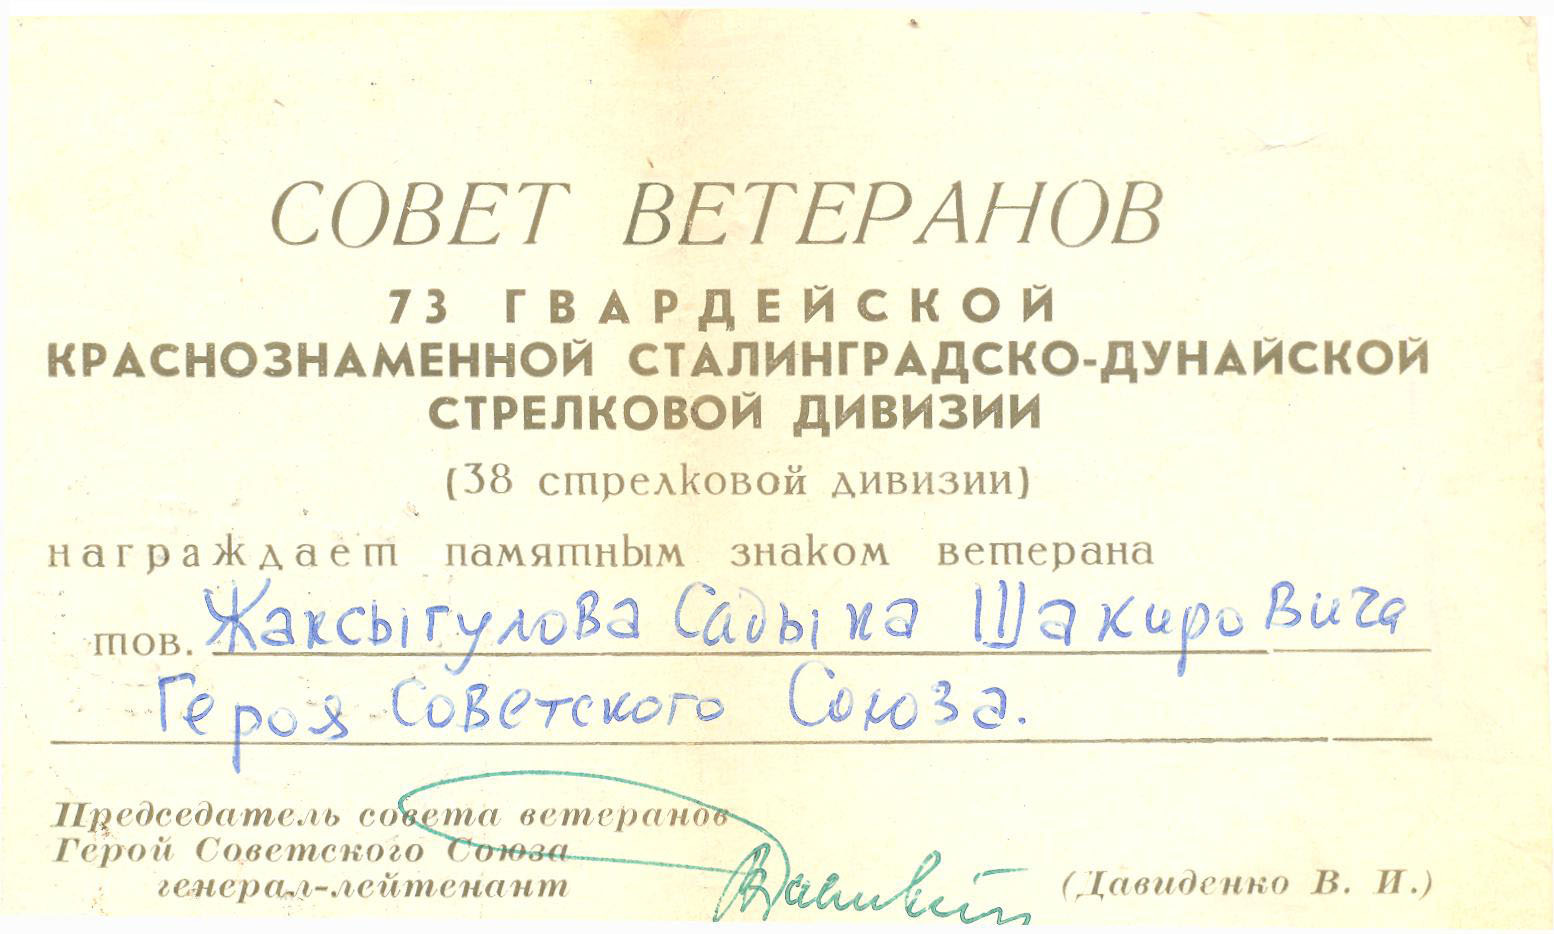 СОВЕТ ВЕТЕРАНОВ
73 ГВАРДЕЙСКОЙ
КРАСНОЗНАМЕННОЙ СТАЛИНГРАДСКО-ДУНАЙСКОЙ
СТРЕЛКОВОЙ ДИВИЗИИ
(38 стрелковой дивизии)
награждает памятным знаком ветерана
тов. Жаксыгулова Садыка Шакировича
Героя Советского Союза.
Председатель совета ветеранов
Герой Советского Союза
генерал-лейтенант (Давиденко В. И.)